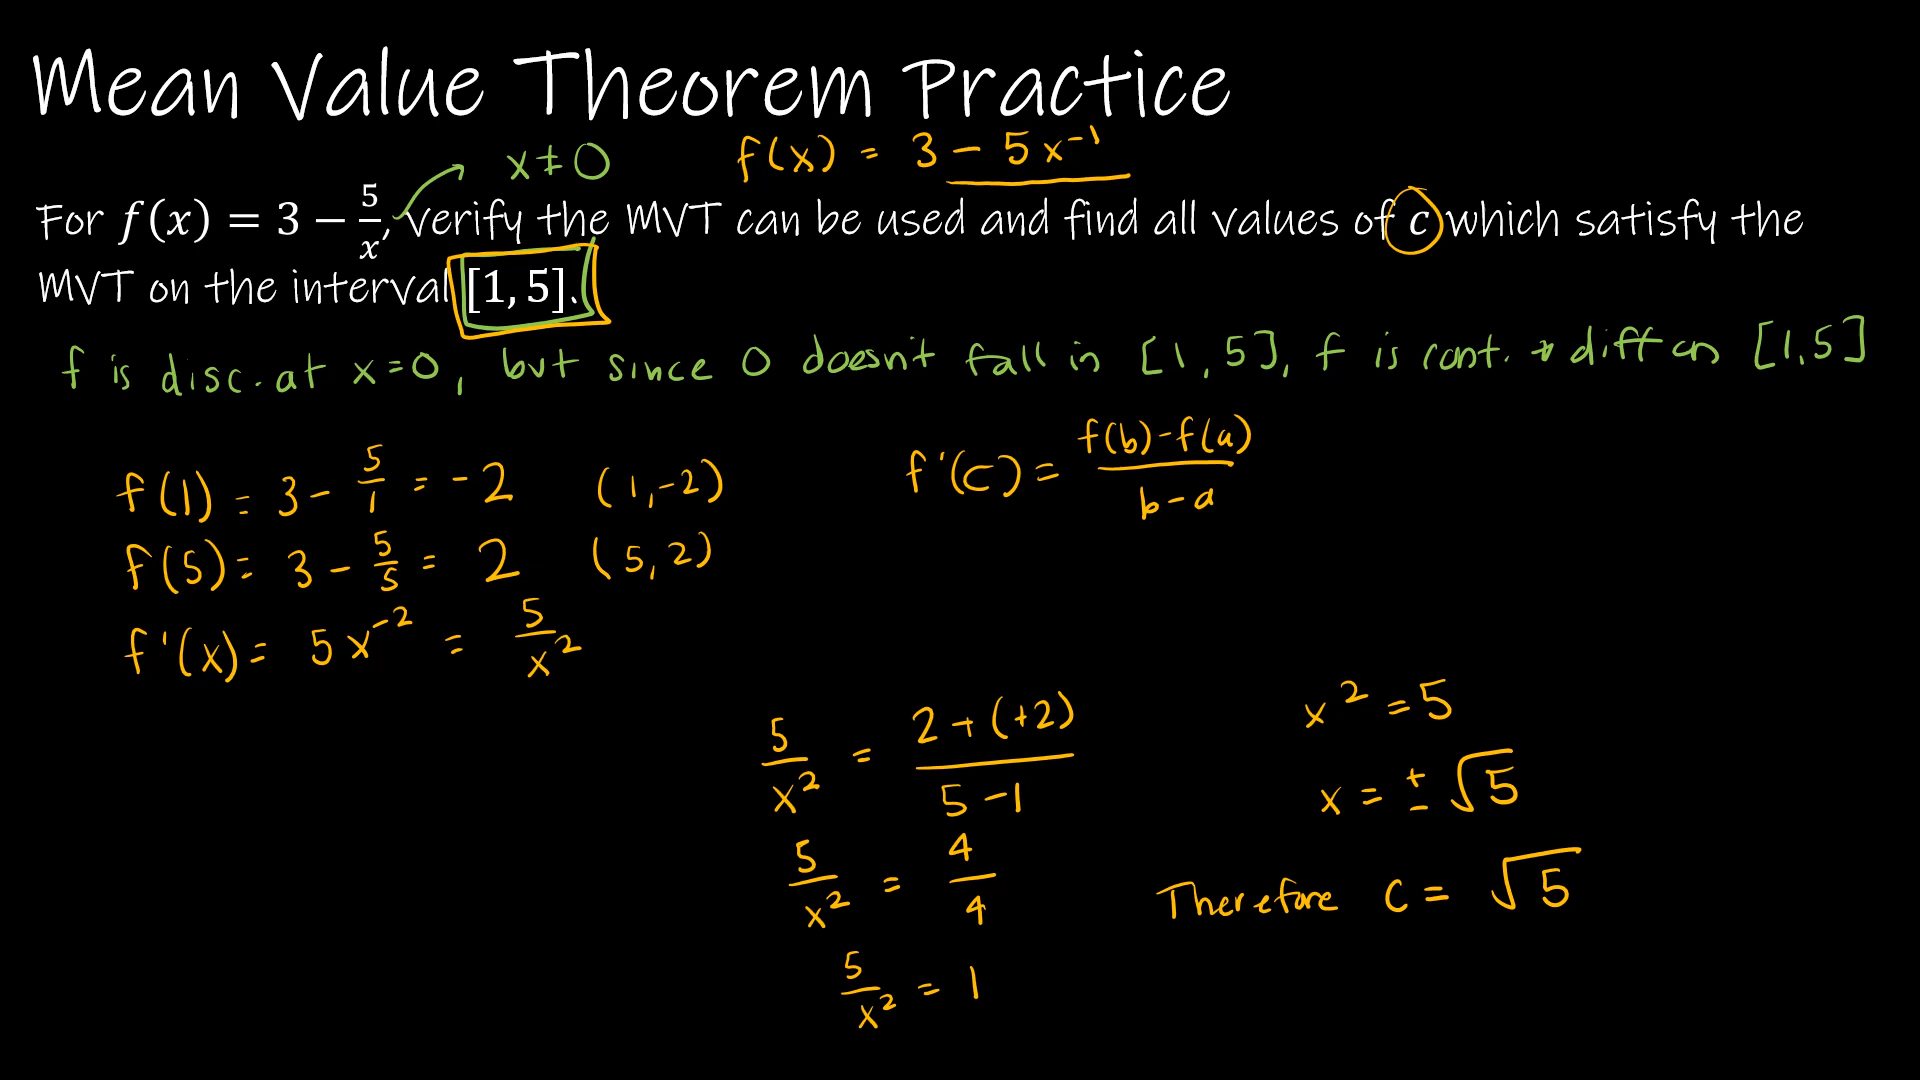 Mean Value Theorem Practice
x ≠ 0
f(x) = 3 - 5x⁻¹
For f(x) = 3 − 5/x, verify the MVT can be used and find all values of c which satisfy the
MVT on the interval [1, 5].
f is disc. at x=0, but since 0 doesn't fall in [1, 5], f is cont. + diff on [1,5]
f(1) = 3 - 5/1 = -2 (1,-2)
f(5) = 3 - 5/5 = 2 (5,2)
f'(x) = 5x⁻² = 5/x²
f'(c) = (f(b)-f(a))/(b-a)
5/x² = (2+(+2))/(5-1)
5/x² = 4/4
5/x² = 1
x² = 5
x = ±√5
Therefore c = √5